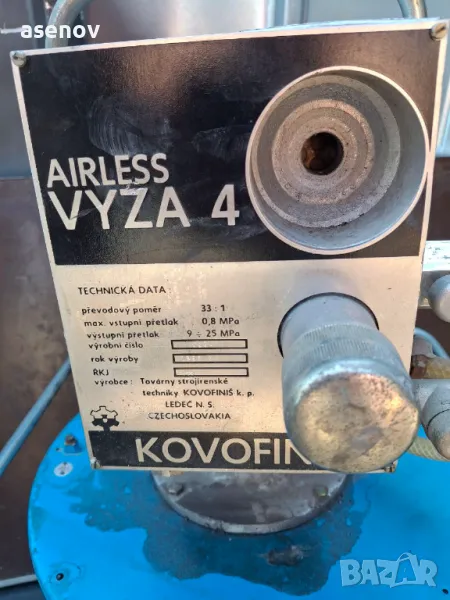 asenov
AIRLESS
VYZA 4
TECHNICKÁ DATA :
převodový poměr 33 : 1
max. vstupní přetlak 0,8 MPa
výstupní přetlak 9 ÷ 25 MPa
výrobní číslo
rok výroby
ŘKJ
výrobce : Továrny strojírenské
techniky KOVOFINIŠ k. p.
LEDEČ N. S.
CZECHOSLOVAKIA
KOVOFIN
BAZAR